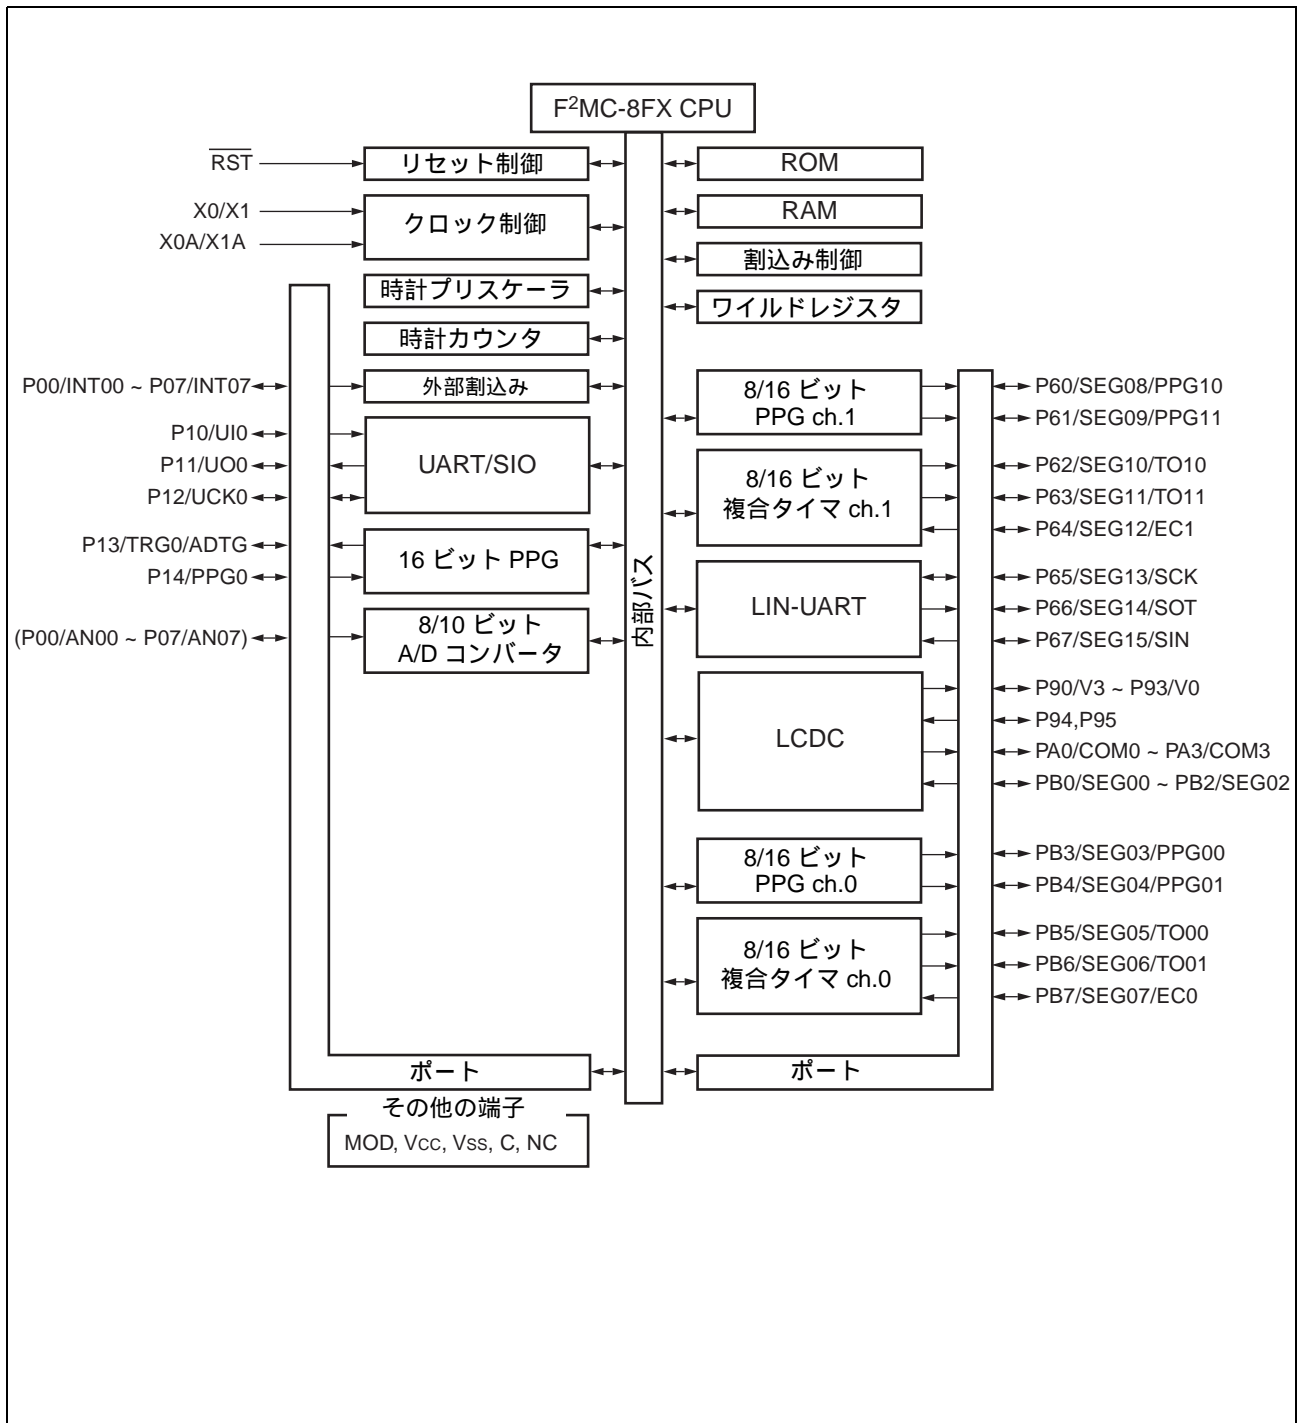 F²MC-8FX CPU
RST
リセット制御
ROM
X0/X1
X0A/X1A
クロック制御
RAM
割込み制御
時計プリスケーラ
ワイルドレジスタ
時計カウンタ
P00/INT00 ~ P07/INT07
外部割込み
P10/UI0
P11/UO0
P12/UCK0
UART/SIO
P13/TRG0/ADTG
P14/PPG0
16 ビット PPG
(P00/AN00 ~ P07/AN07)
8/10 ビット
A/D コンバータ
内部バス
8/16 ビット
PPG ch.1
P60/SEG08/PPG10
P61/SEG09/PPG11
8/16 ビット
複合タイマ ch.1
P62/SEG10/TO10
P63/SEG11/TO11
P64/SEG12/EC1
LIN-UART
P65/SEG13/SCK
P66/SEG14/SOT
P67/SEG15/SIN
LCDC
P90/V3 ~ P93/V0
P94,P95
PA0/COM0 ~ PA3/COM3
PB0/SEG00 ~ PB2/SEG02
8/16 ビット
PPG ch.0
PB3/SEG03/PPG00
PB4/SEG04/PPG01
8/16 ビット
複合タイマ ch.0
PB5/SEG05/TO00
PB6/SEG06/TO01
PB7/SEG07/EC0
ポート
ポート
その他の端子
MOD, Vcc, Vss, C, NC